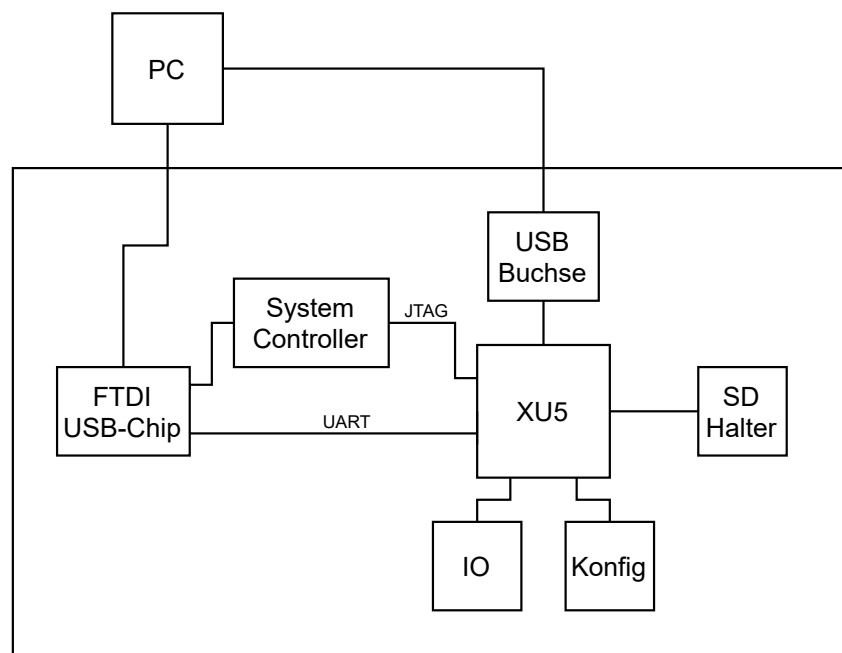 PC
USB
Buchse
System
Controller
JTAG
FTDI
USB-Chip
UART
XU5
SD
Halter
IO
Konfig